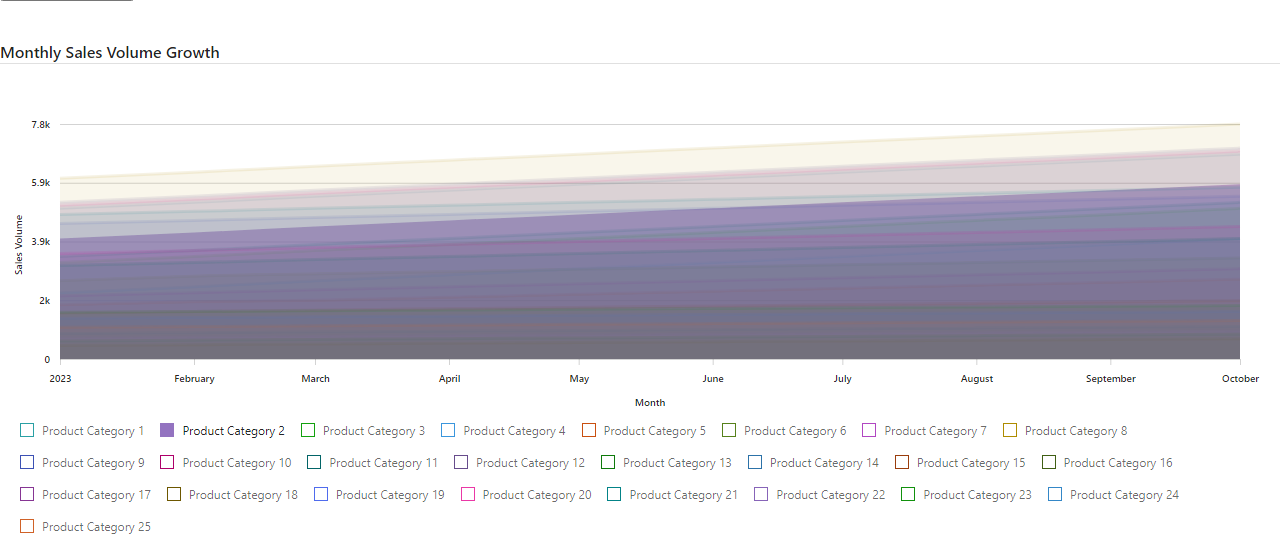 Monthly Sales Volume Growth
7.8k
5.9k
3.9k
2k
0
Sales Volume
2023 February March April May June July August September October
Month
Product Category 1 Product Category 2 Product Category 3 Product Category 4 Product Category 5 Product Category 6 Product Category 7 Product Category 8
Product Category 9 Product Category 10 Product Category 11 Product Category 12 Product Category 13 Product Category 14 Product Category 15 Product Category 16
Product Category 17 Product Category 18 Product Category 19 Product Category 20 Product Category 21 Product Category 22 Product Category 23 Product Category 24
Product Category 25